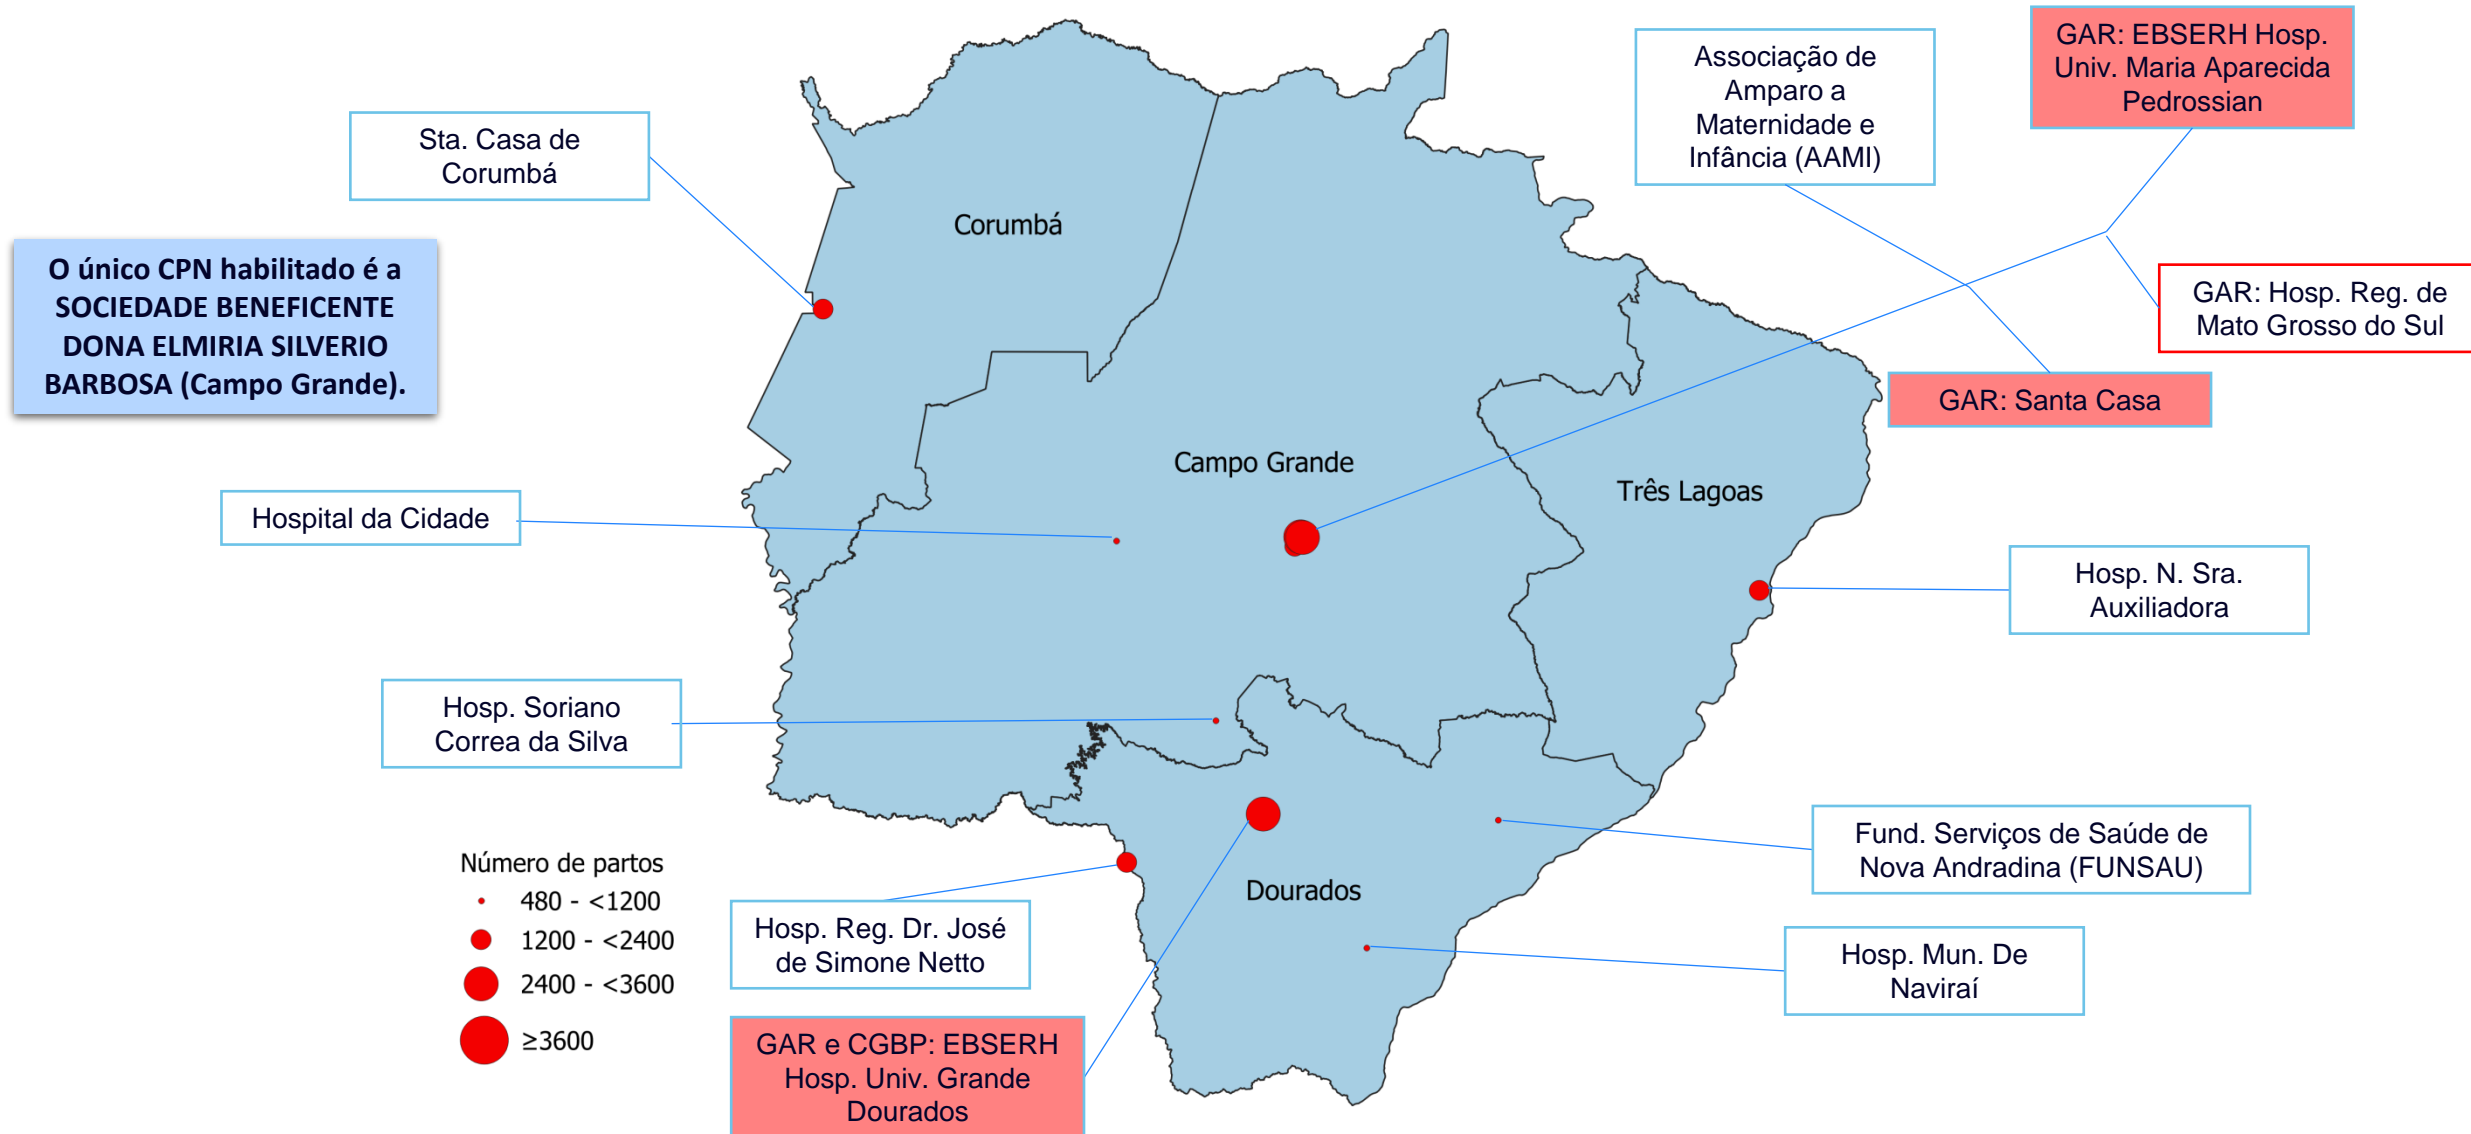 Associação de
Amparo a
Maternidade e
Infância (AAMI)
GAR: EBSERH Hosp.
Univ. Maria Aparecida
Pedrossian
Sta. Casa de
Corumbá
Corumbá
O único CPN habilitado é a
SOCIEDADE BENEFICENTE
DONA ELMIRIA SILVERIO
BARBOSA (Campo Grande).
GAR: Hosp. Reg. de
Mato Grosso do Sul
GAR: Santa Casa
Campo Grande
Três Lagoas
Hospital da Cidade
Hosp. N. Sra.
Auxiliadora
Hosp. Soriano
Correa da Silva
Fund. Serviços de Saúde de
Nova Andradina (FUNSAU)
Dourados
Número de partos
480 - <1200
1200 - <2400
2400 - <3600
≥3600
Hosp. Reg. Dr. José
de Simone Netto
Hosp. Mun. De
Naviraí
GAR e CGBP: EBSERH
Hosp. Univ. Grande
Dourados